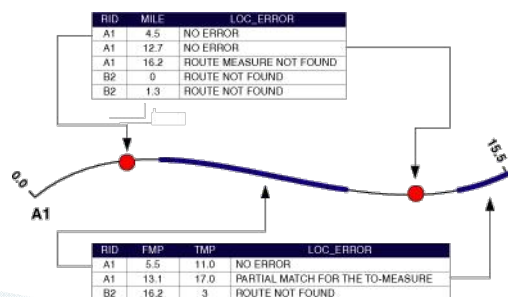 RID MILE LOC_ERROR
A1 4.5 NO ERROR
A1 12.7 NO ERROR
A1 16.2 ROUTE MEASURE NOT FOUND
B2 0 ROUTE NOT FOUND
B2 1.3 ROUTE NOT FOUND
0.0
15.5
A1
RID FMP TMP LOC_ERROR
A1 5.5 11.0 NO ERROR
A1 13.1 17.0 PARTIAL MATCH FOR THE TO-MEASURE
B2 16.2 3 ROUTE NOT FOUND